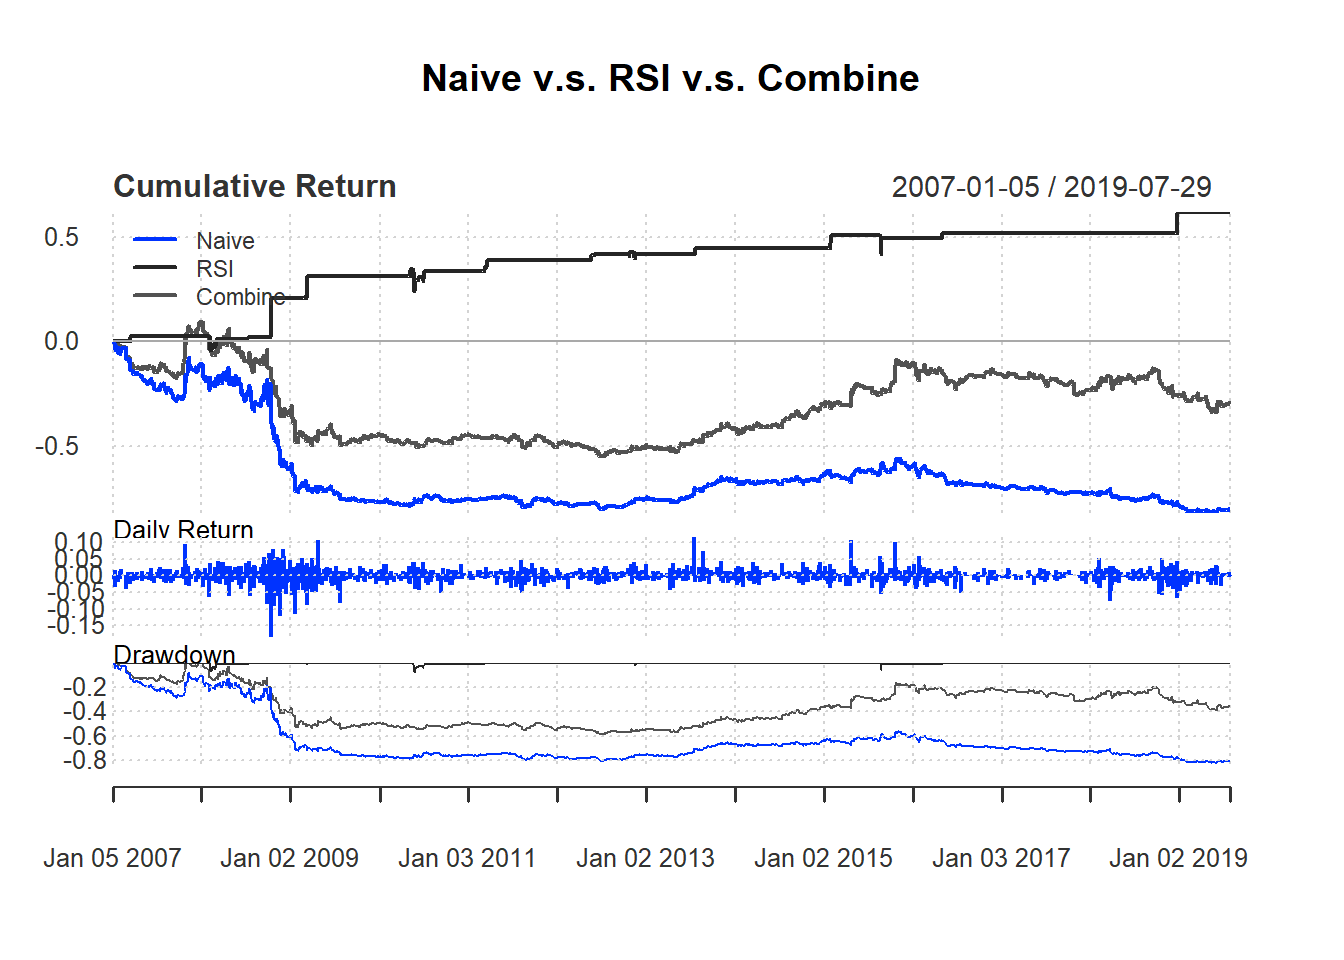 Naive v.s. RSI v.s. Combine
Cumulative Return 2007-01-05 / 2019-07-29
0.5
0.0
-0.5
Naive
RSI
Combine
Daily Return
0.10
0.05
0.00
-0.05
-0.10
-0.15
Drawdown
-0.2
-0.4
-0.6
-0.8
Jan 05 2007 Jan 02 2009 Jan 03 2011 Jan 02 2013 Jan 02 2015 Jan 03 2017 Jan 02 2019